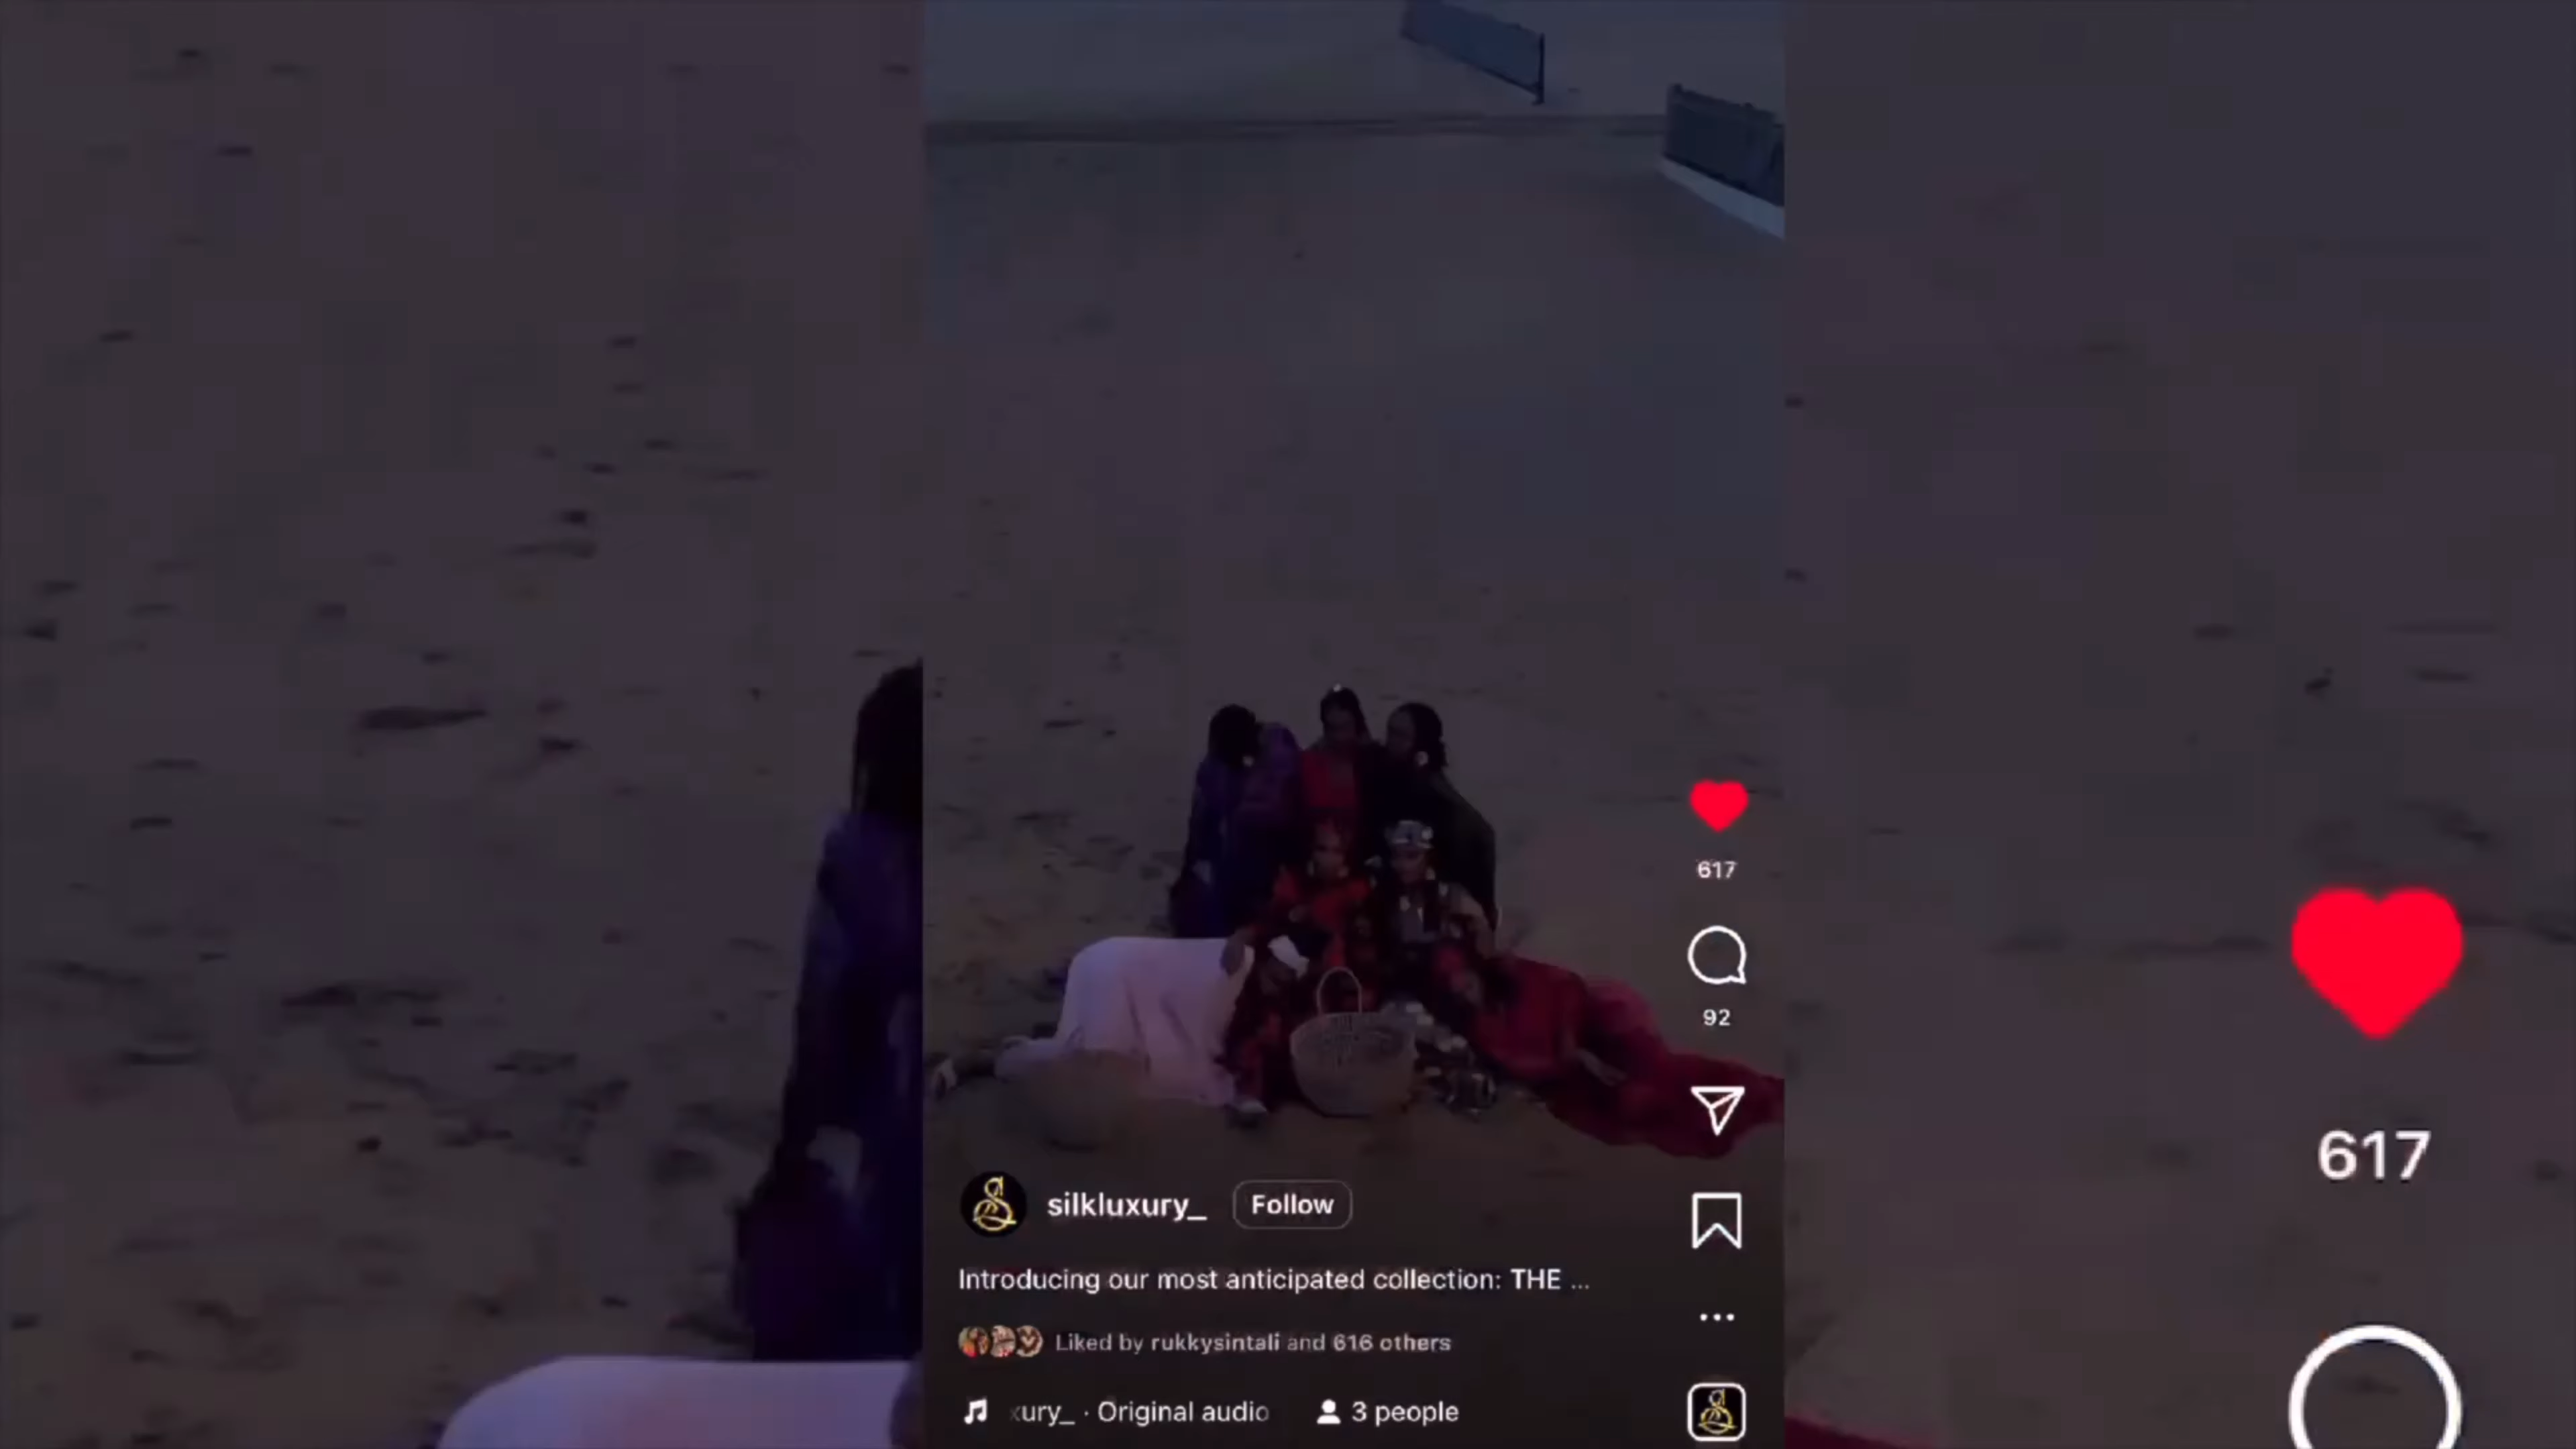 617
92
silkluxury_ Follow
Introducing our most anticipated collection: THE ...
Liked by rukkysintali and 616 others
xury_ · Original audio 3 people
617